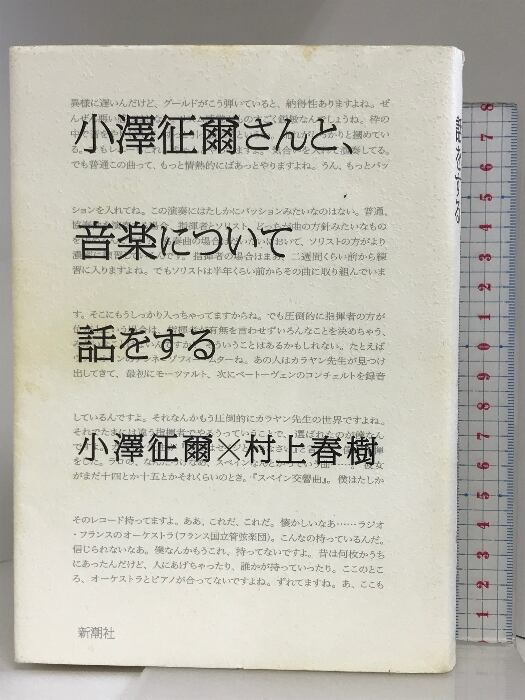 異様に遅いんだけど、グールドがこう弾いていると、納得性ありますよね。ぜ
小澤征爾さんと、
でも普通この曲って、もっと情熱的にばあっとやりますよね。うん、もっとパッ
ションを入れてね。この演奏にはたしかにパッションみたいなのはない。普通、
音楽について
練習に入りますよね。でもソリストは半年くらい前からその曲に取り組んでいま
す。そこにもうしっかり入っちゃってますからね。でも圧倒的に指揮者の方が
話をする
出してきて、最初にモーツァルト、次にベートーヴェンのコンチェルトを録音
しているんですよ。それなんかもう圧倒的にカラヤン先生の世界ですよね。
小澤征爾×村上春樹
がまだ十四とか十五とかそれくらいのとき。『スペイン交響曲』。僕はたしか
そのレコード持ってますよ。ああ、これだ、これだ。懐かしいなあ……ラジオ
・フランスのオーケストラ(フランス国立管弦楽団)。こんなの持っているんだ。
信じられないなあ。僕なんかもうこれ、持ってないですよ。昔は何枚かうち
にあったんだけど、人にあげちゃったり、誰かが持っていったり。ここのとこ
ろ、オーケストラとピアノが合ってないですよね。ずれてますね。あ、ここも
新潮社
8
7
6
5
4
3
2
1
9
8
7
6
5
4
3
2
1